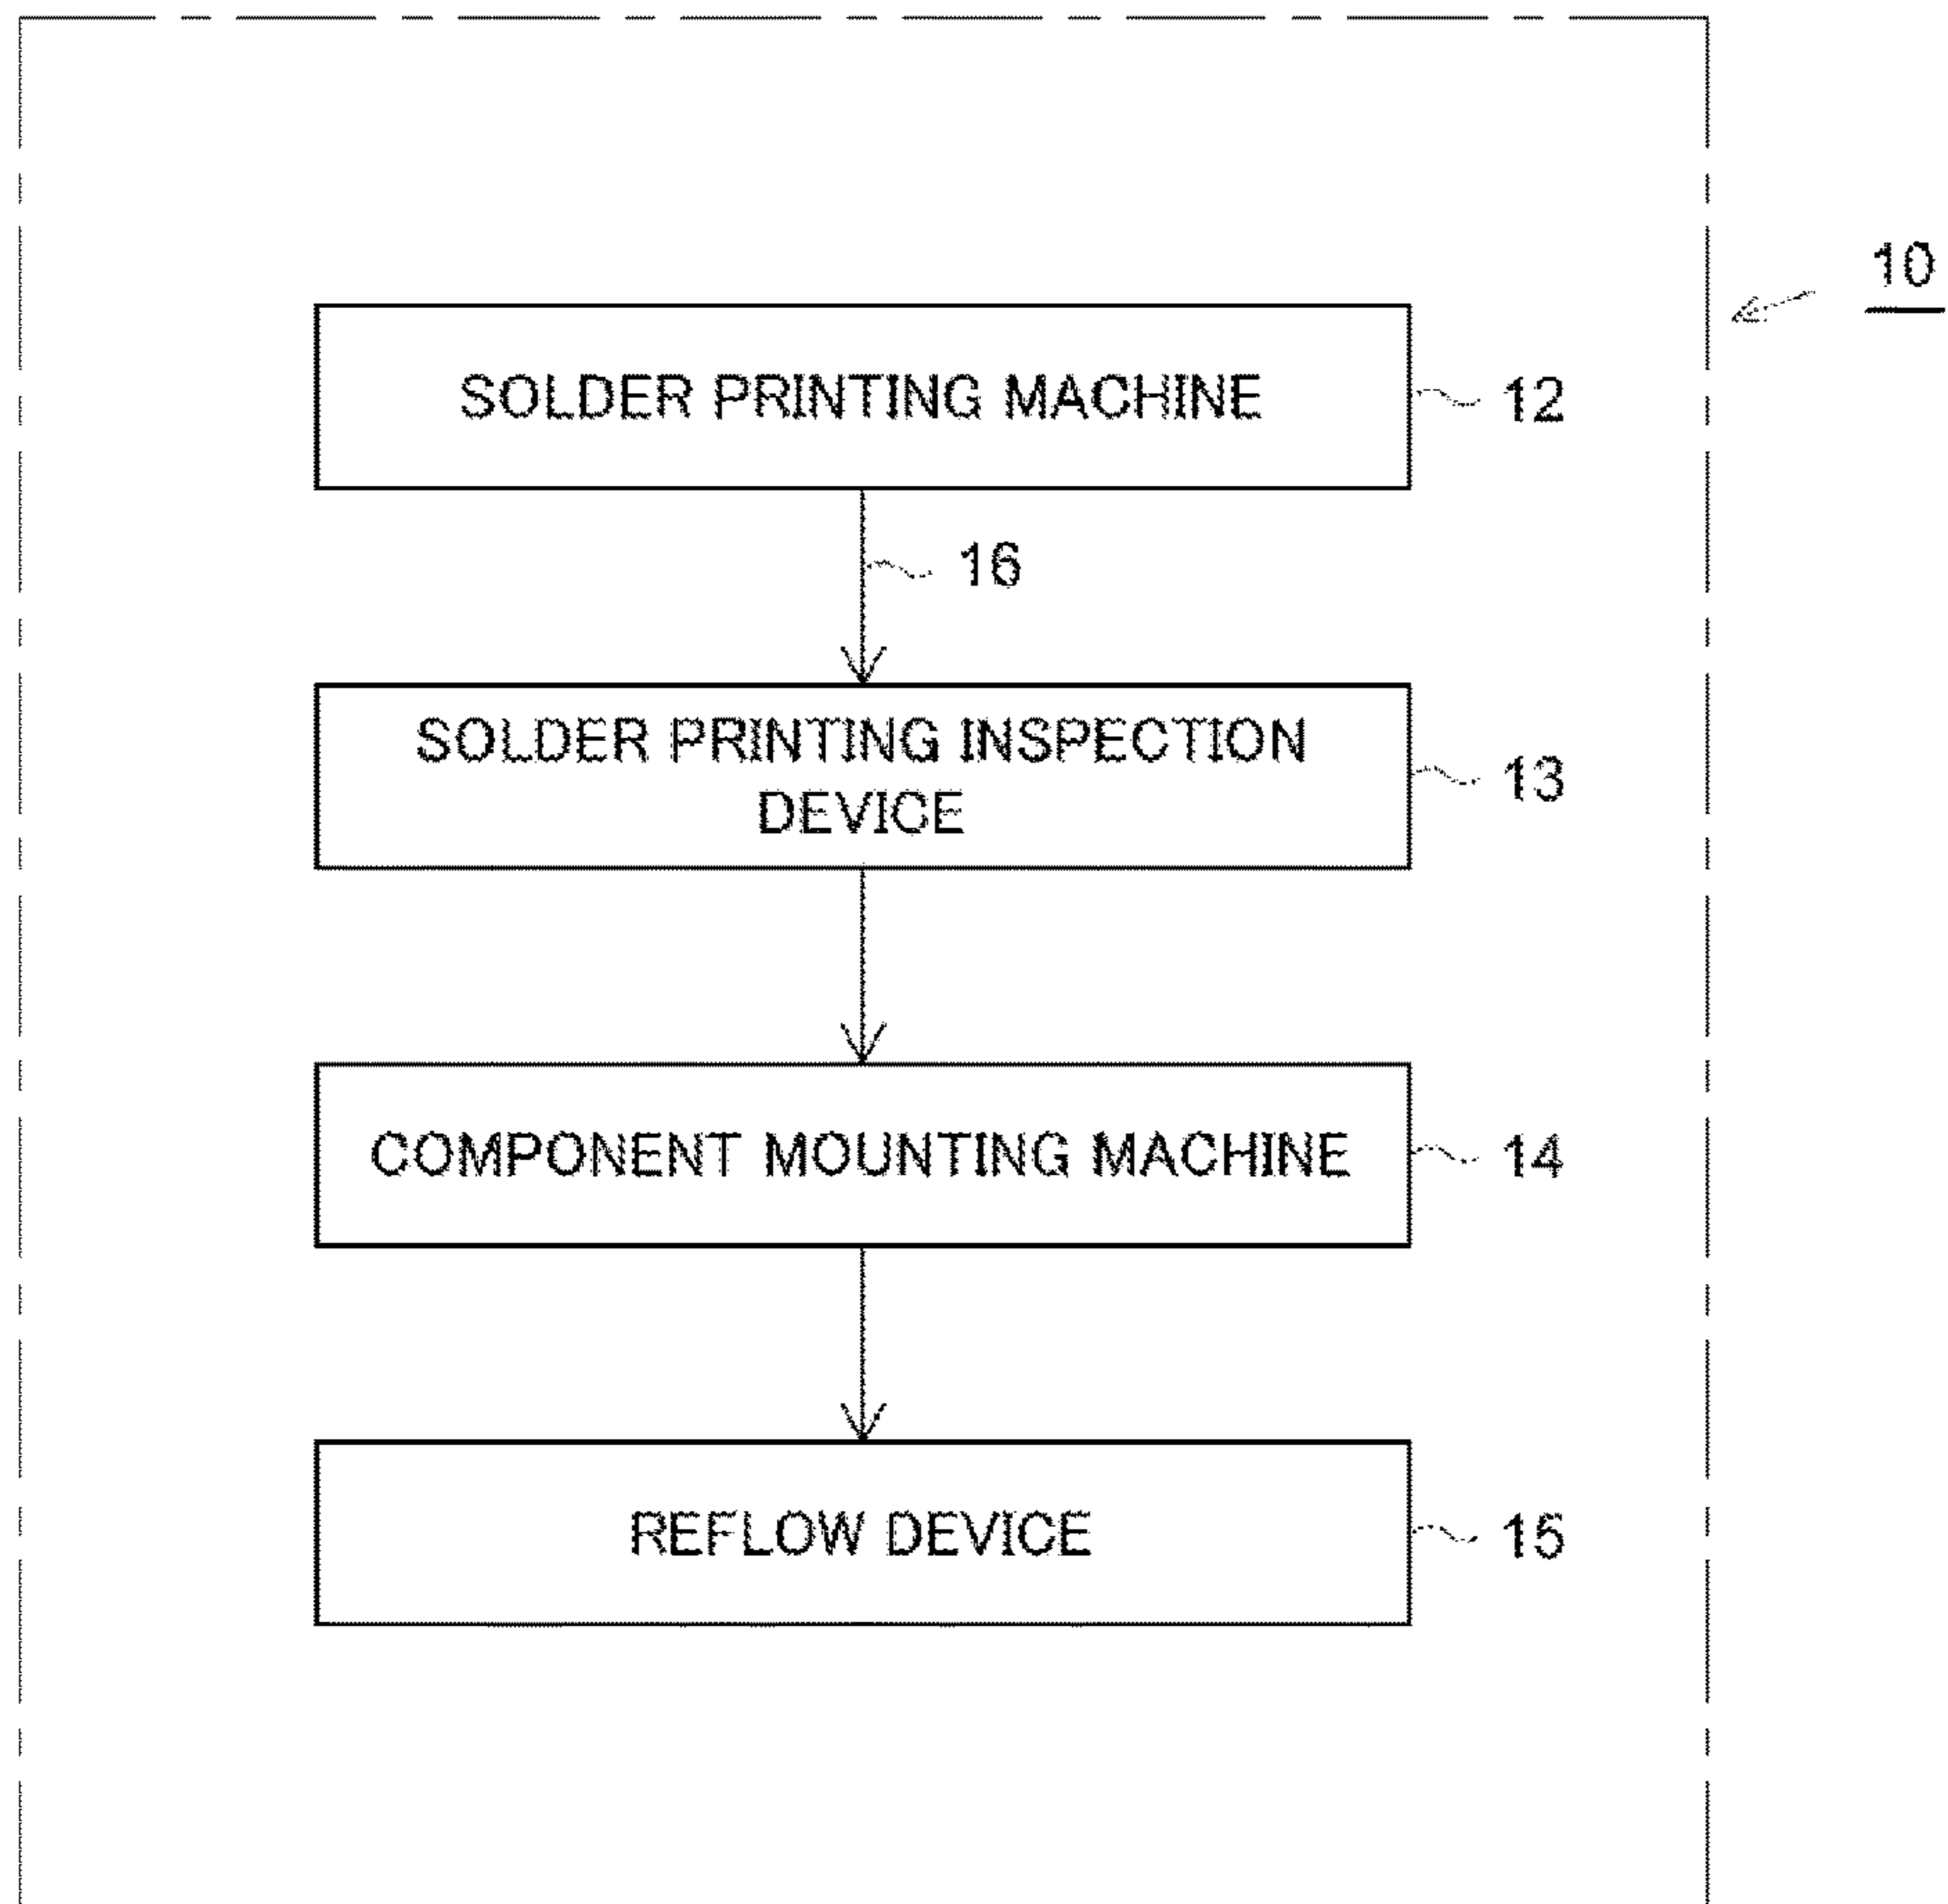 10
SOLDER PRINTING MACHINE
12
16
SOLDER PRINTING INSPECTION
DEVICE
13
COMPONENT MOUNTING MACHINE
14
REFLOW DEVICE
15